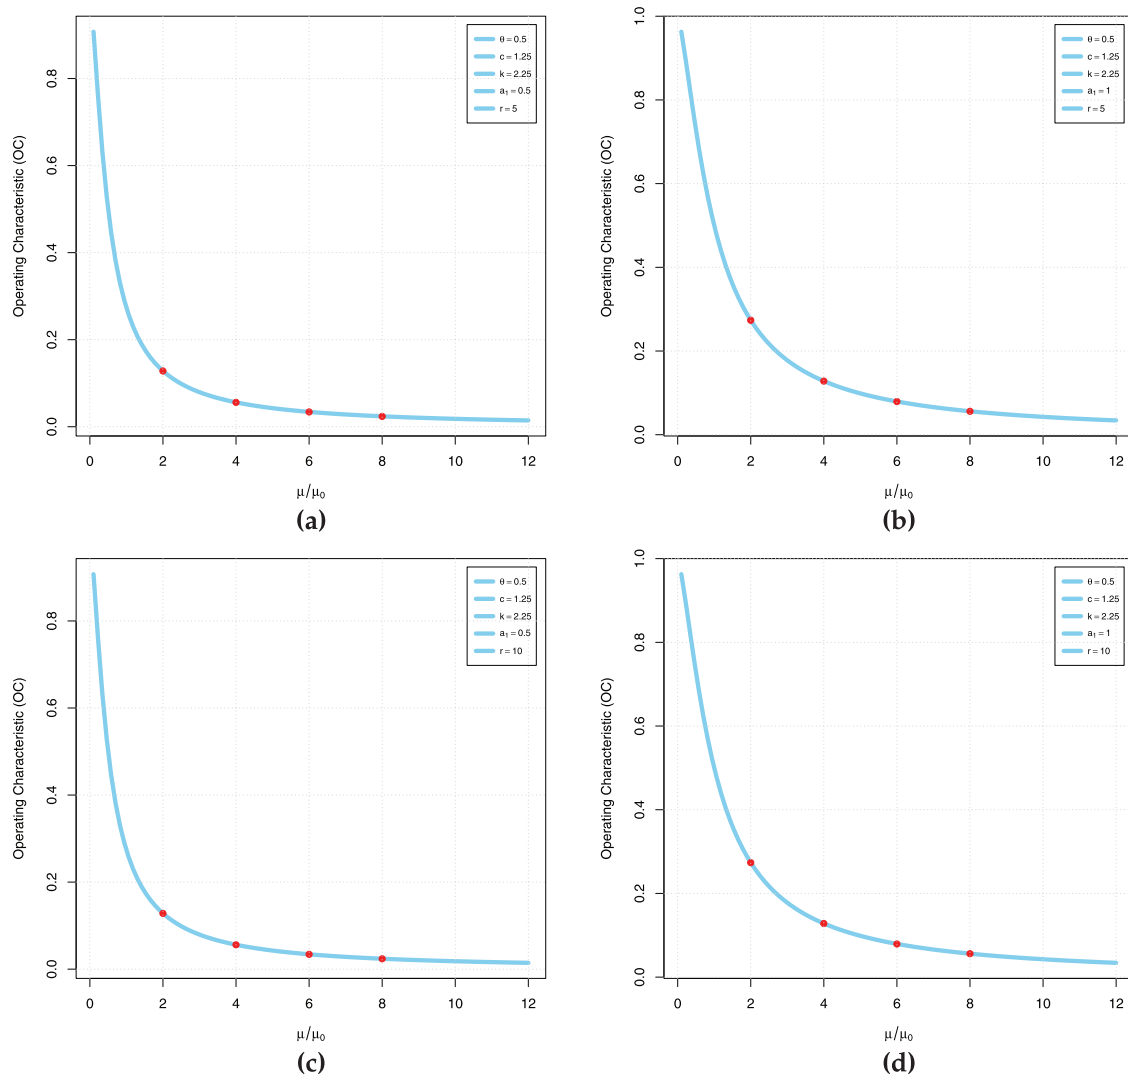 Operating Characteristic (OC)
0.0 0.2 0.4 0.6 0.8
θ = 0.5
c = 1.25
k = 2.25
a₁ = 0.5
r = 5
0 2 4 6 8 10 12
μ/μ₀
(a)
Operating Characteristic (OC)
0.0 0.2 0.4 0.6 0.8 1.0
θ = 0.5
c = 1.25
k = 2.25
a₁ = 1
r = 5
0 2 4 6 8 10 12
μ/μ₀
(b)
Operating Characteristic (OC)
0.0 0.2 0.4 0.6 0.8
θ = 0.5
c = 1.25
k = 2.25
a₁ = 0.5
r = 10
0 2 4 6 8 10 12
μ/μ₀
(c)
Operating Characteristic (OC)
0.0 0.2 0.4 0.6 0.8 1.0
θ = 0.5
c = 1.25
k = 2.25
a₁ = 1
r = 10
0 2 4 6 8 10 12
μ/μ₀
(d)